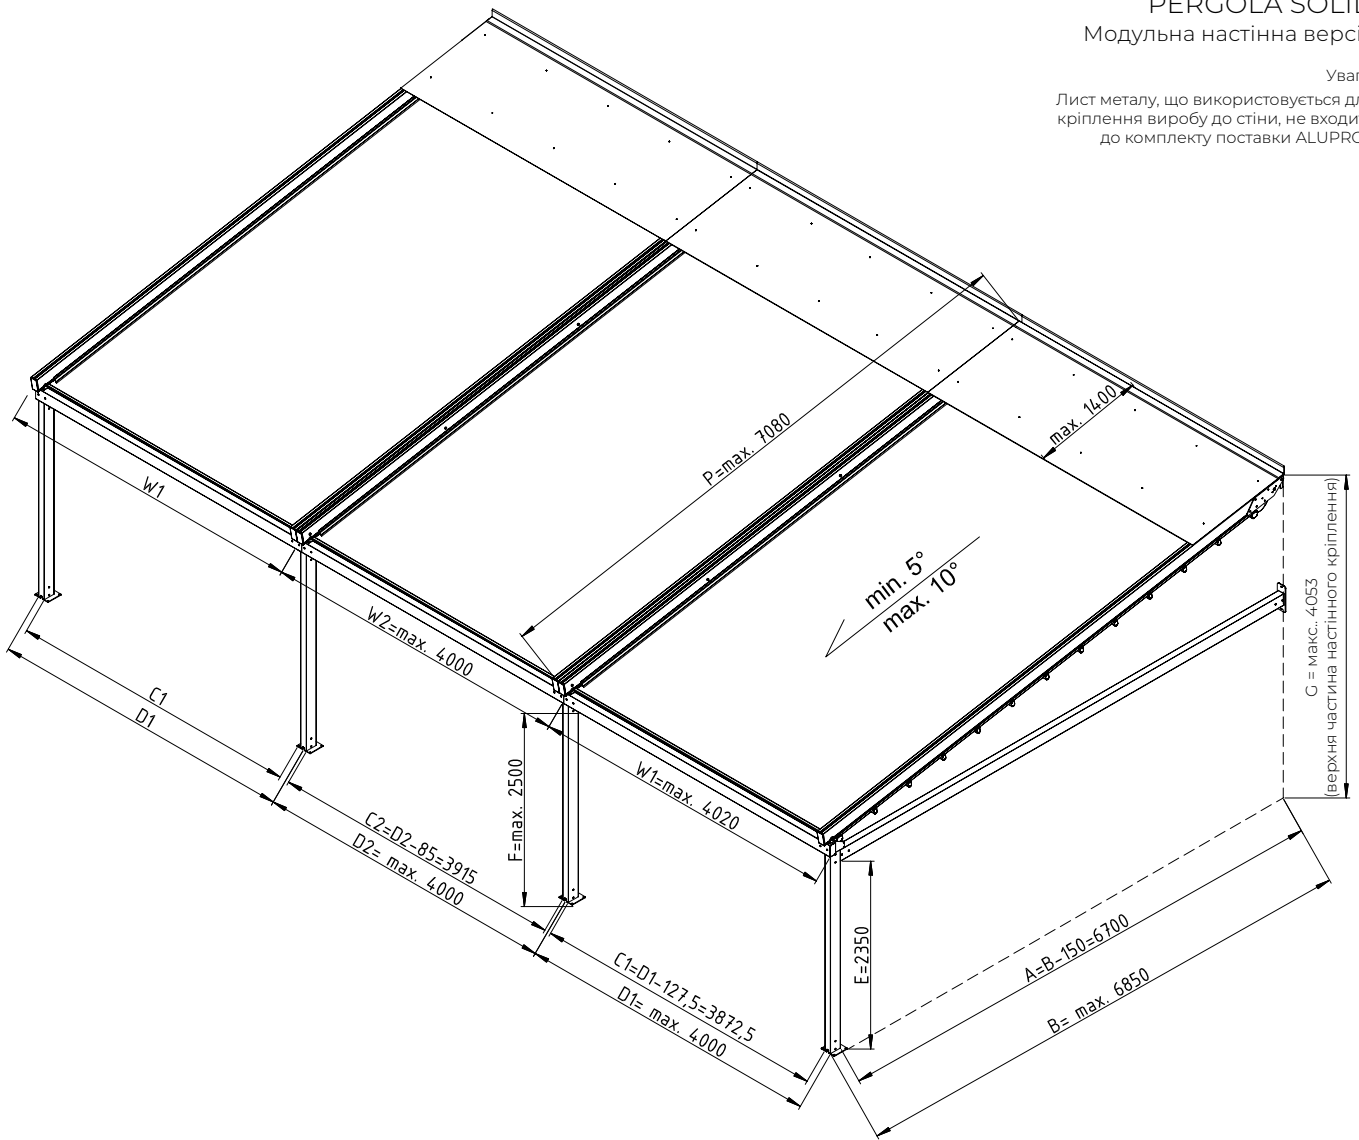 PERGOLA SOLID
Модульна настінна версі
Уваг
Лист металу, що використовується дл
кріплення виробу до стіни, не входи
до комплекту поставки ALUPRO
P=max. 7080
max. 1400
min. 5°
max. 10°
G = макс.. 4053
(верхня частина настінного кріплення)
W1
W2=max. 4000
W1=max. 4020
C1
D1
F=max. 2500
C2=D2-85=3915
D2= max. 4000
E=2350
C1=D1-127,5=3872,5
D1= max. 4000
A=B-150=6700
B= max. 6850